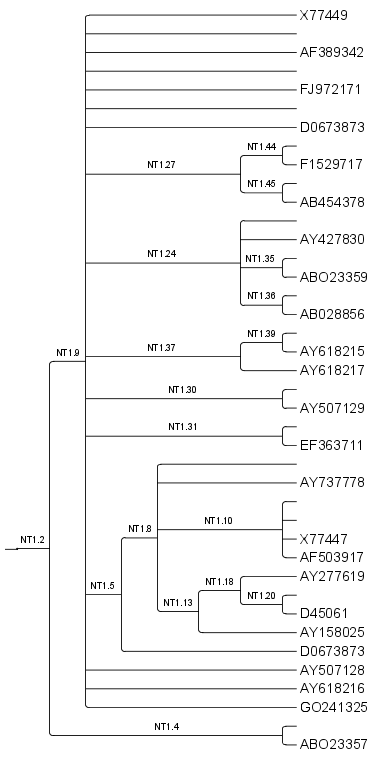 X77449
AF389342
FJ972171
D0673873
NT1.44
NT1.27
F1529717
NT1.45
AB454378
AY427830
NT1.24
NT1.35
ABO23359
NT1.36
AB028856
NT1.39
NT1.37
AY618215
NT1.9
AY618217
NT1.30
AY507129
NT1.31
EF363711
AY737778
NT1.10
NT1.8
X77447
NT1.2
AF503917
AY277619
NT1.18
NT1.5
NT1.20
NT1.13
D45061
AY158025
D0673873
AY507128
AY618216
GO241325
NT1.4
ABO23357